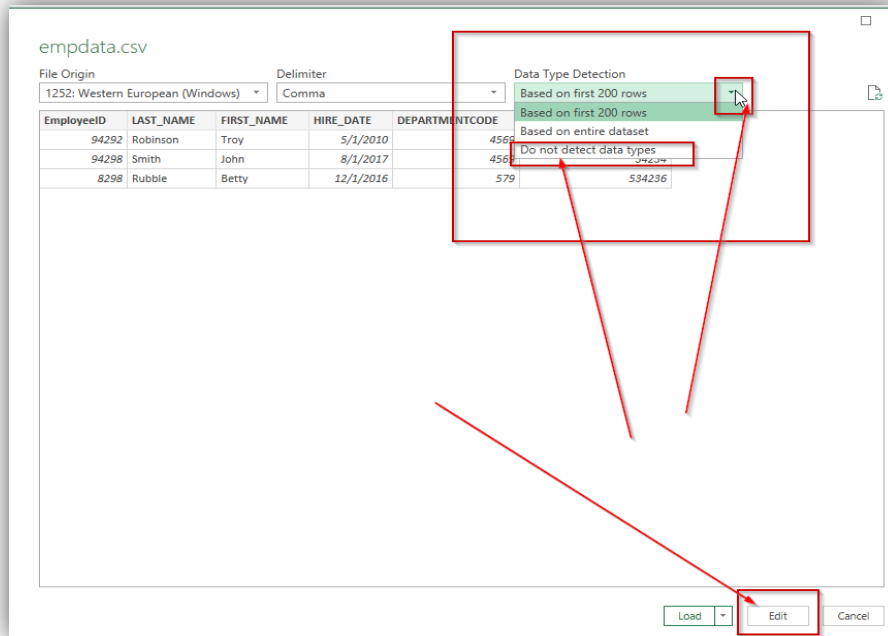 empdata.csv
File Origin Delimiter Data Type Detection
1252: Western European (Windows) Comma Based on first 200 rows
Based on first 200 rows
Based on entire dataset
Do not detect data types
EmployeeID LAST_NAME FIRST_NAME HIRE_DATE DEPARTMENTCODE
94292 Robinson Troy 5/1/2010 4569
94298 Smith John 8/1/2017 4569
8298 Rubble Betty 12/1/2016 579 534236
Load Edit Cancel